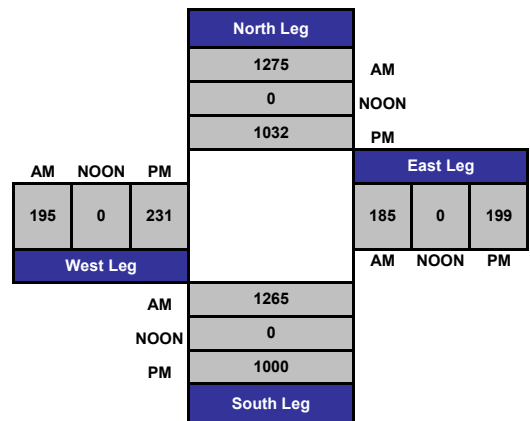 North Leg
1275 AM
0 NOON
1032 PM
AM NOON PM
East Leg
195 0 231
185 0 199
West Leg
AM NOON PM
AM 1265
NOON 0
PM 1000
South Leg